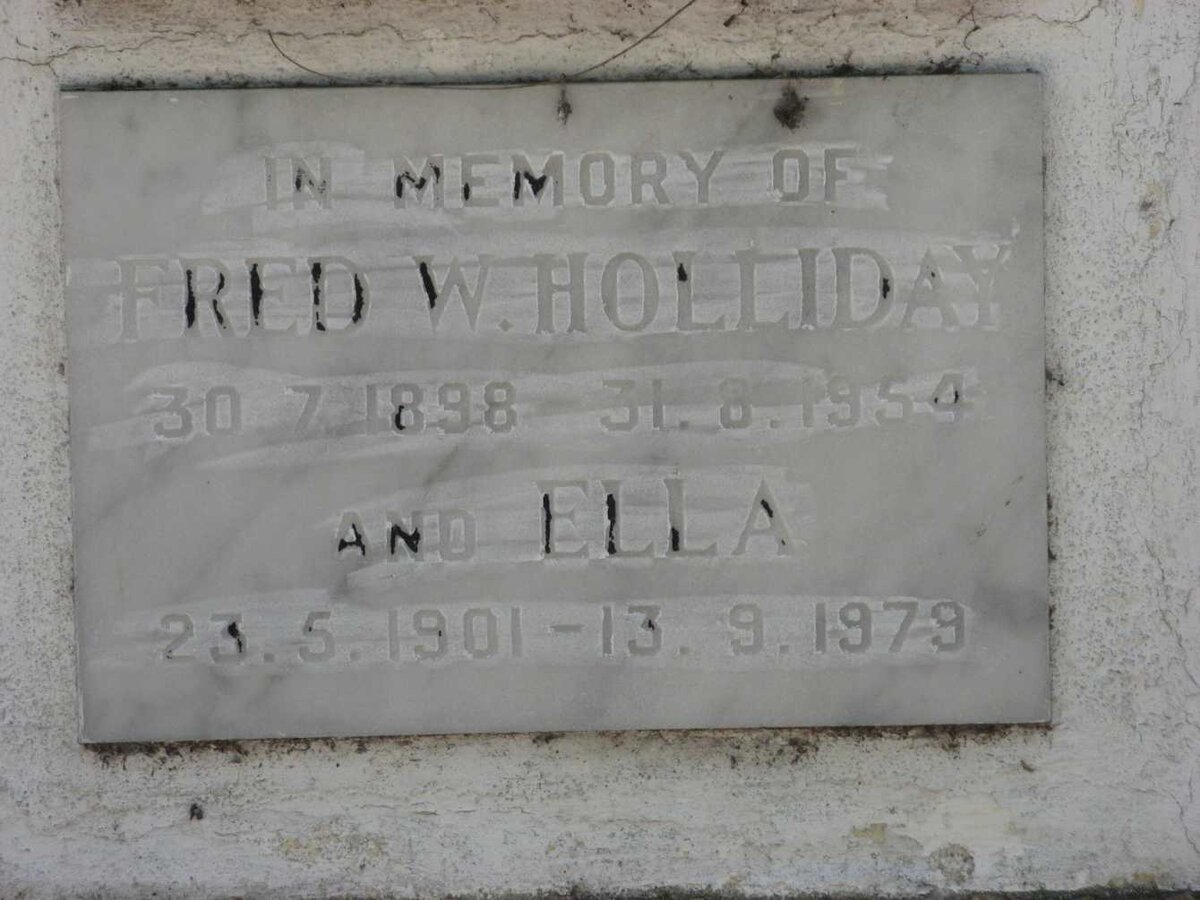 IN MEMORY OF
FRED W. HOLLIDAY
30 7.1898 31.8.1954
AND ELLA
23.5.1901-13.9.1979